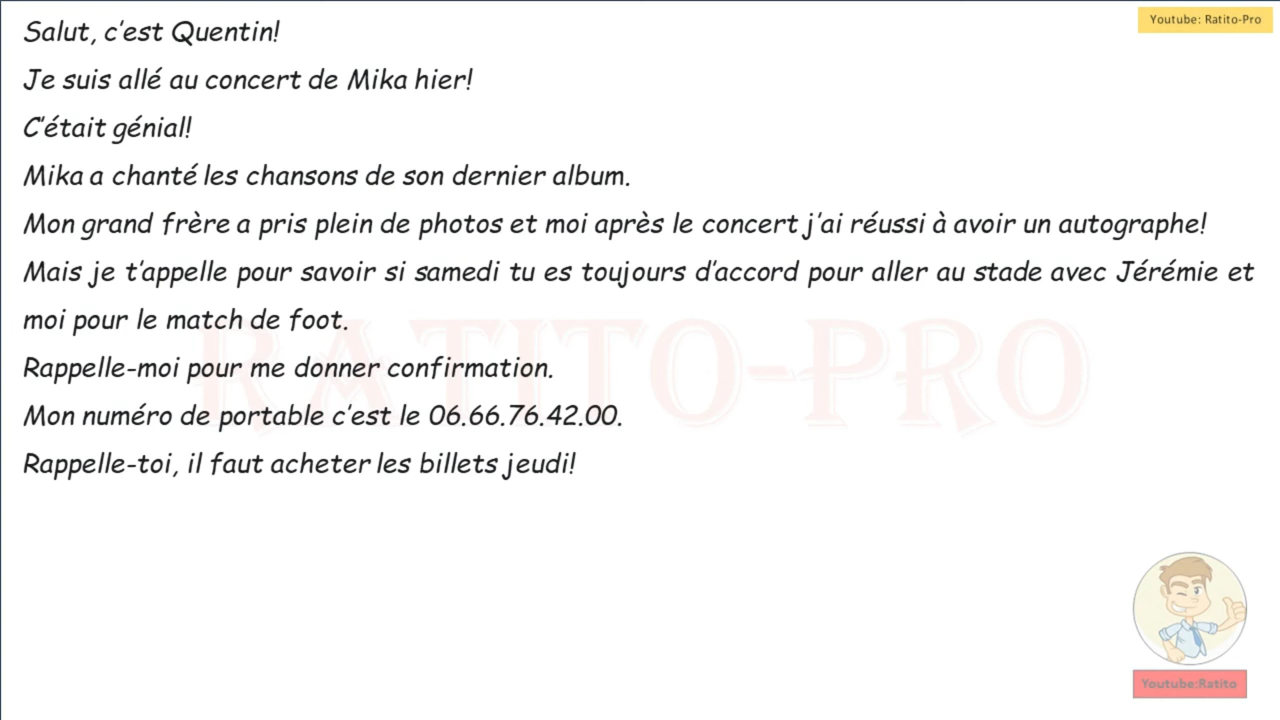 Youtube: Ratito-Pro
Salut, c’est Quentin!
Je suis allé au concert de Mika hier!
C’était génial!
Mika a chanté les chansons de son dernier album.
Mon grand frère a pris plein de photos et moi après le concert j’ai réussi à avoir un autographe!
Mais je t’appelle pour savoir si samedi tu es toujours d’accord pour aller au stade avec Jérémie et
moi pour le match de foot.
RATITO-PRO
Rappelle-moi pour me donner confirmation.
Mon numéro de portable c’est le 06.66.76.42.00.
Rappelle-toi, il faut acheter les billets jeudi!
Youtube:Ratito